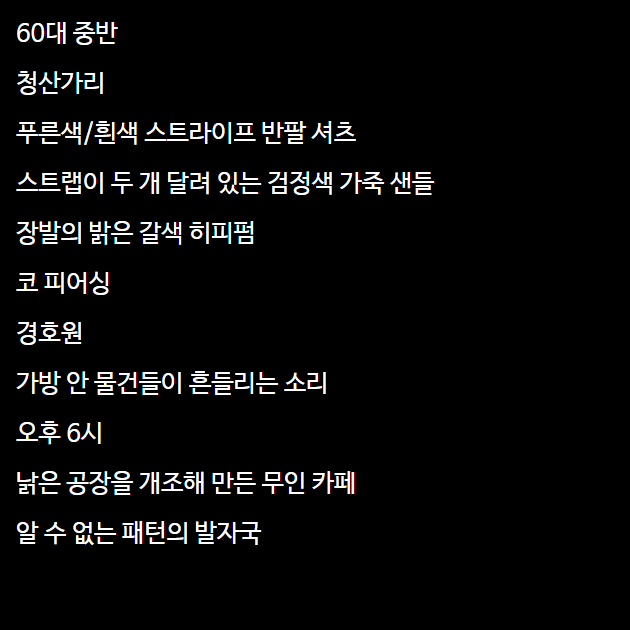 60대 중반
청산가리
푸른색/흰색 스트라이프 반팔 셔츠
스트랩이 두 개 달려 있는 검정색 가죽 샌들
장발의 밝은 갈색 히피펌
코 피어싱
경호원
가방 안 물건들이 흔들리는 소리
오후 6시
낡은 공장을 개조해 만든 무인 카페
알 수 없는 패턴의 발자국